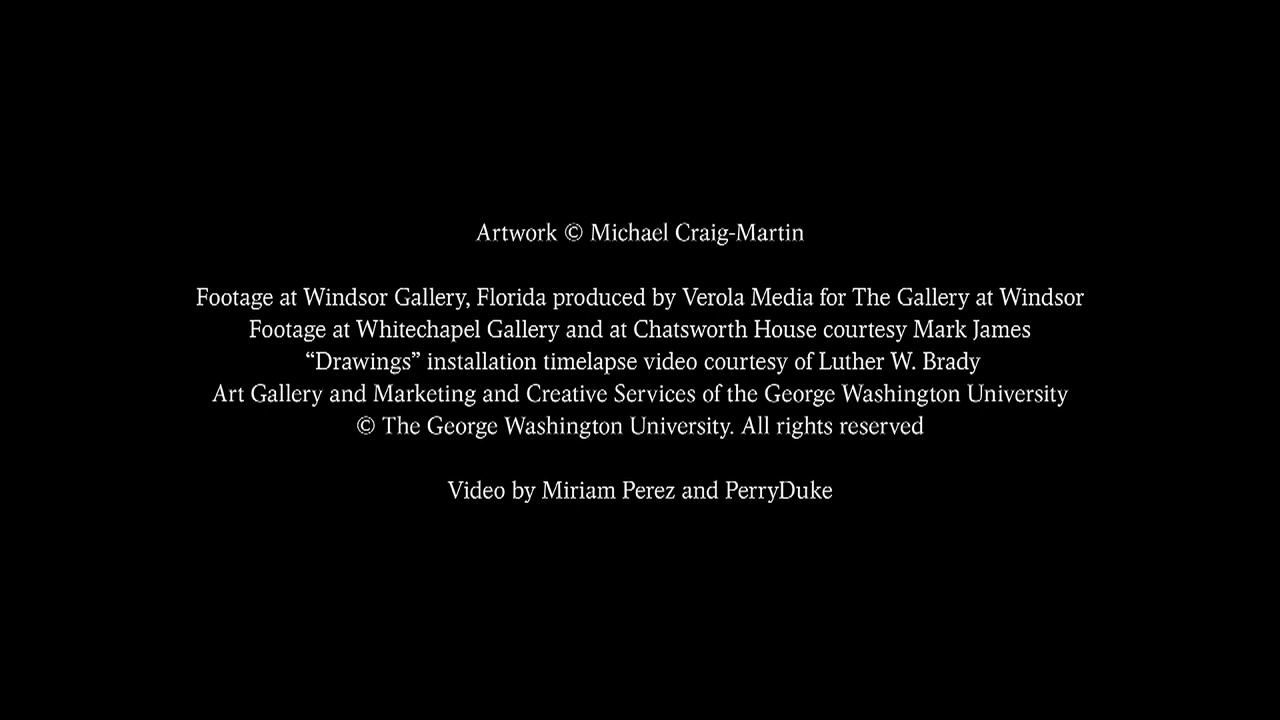 Artwork © Michael Craig-Martin
Footage at Windsor Gallery, Florida produced by Verola Media for The Gallery at Windsor
Footage at Whitechapel Gallery and at Chatsworth House courtesy Mark James
“Drawings” installation timelapse video courtesy of Luther W. Brady
Art Gallery and Marketing and Creative Services of the George Washington University
© The George Washington University. All rights reserved
Video by Miriam Perez and PerryDuke